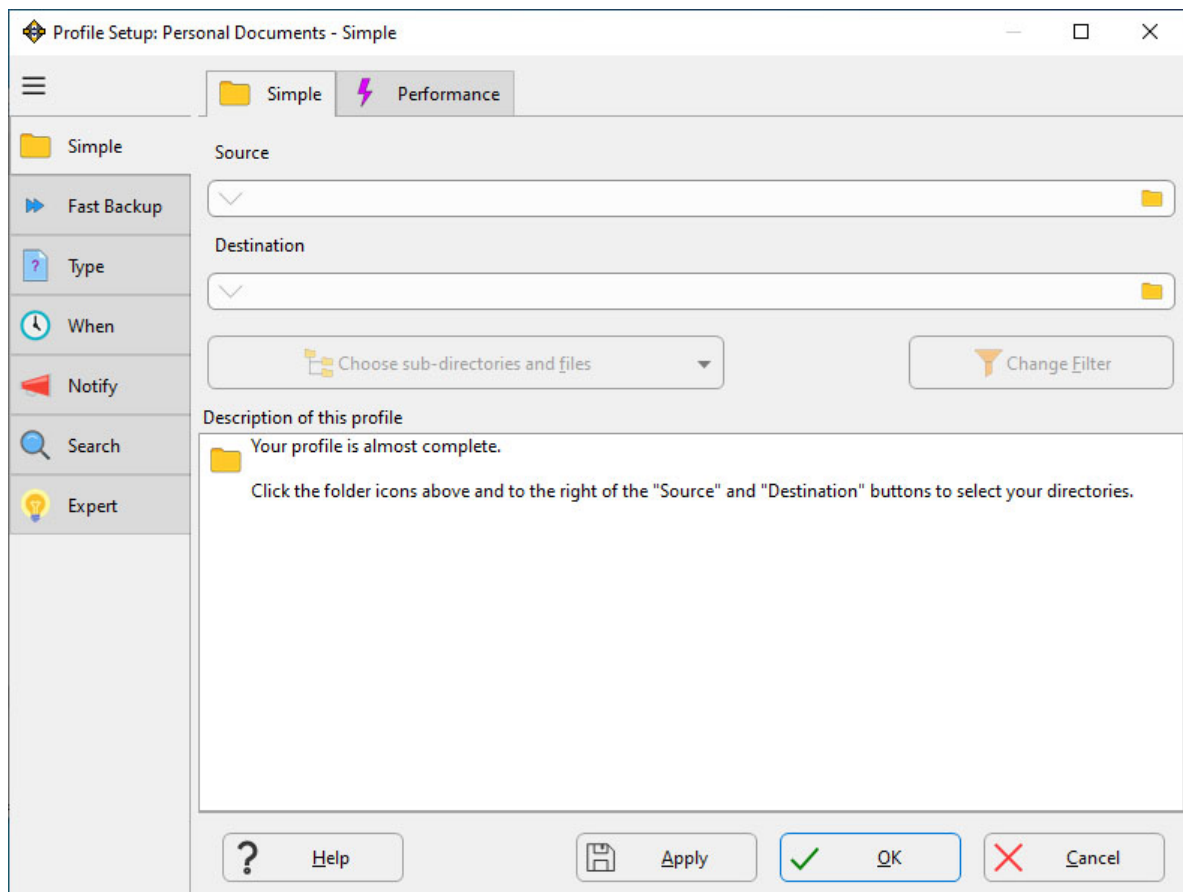 Profile Setup: Personal Documents - Simple
Simple
Performance
Simple
Fast Backup
Type
When
Notify
Search
Expert
Source
Destination
Choose sub-directories and files
Change Filter
Description of this profile
Your profile is almost complete.
Click the folder icons above and to the right of the "Source" and "Destination" buttons to select your directories.
Help
Apply
OK
Cancel